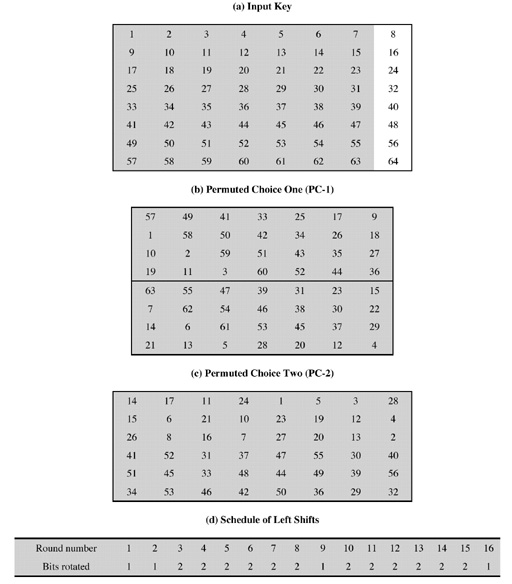 (a) Input Key
1 2 3 4 5 6 7 8
9 10 11 12 13 14 15 16
17 18 19 20 21 22 23 24
25 26 27 28 29 30 31 32
33 34 35 36 37 38 39 40
41 42 43 44 45 46 47 48
49 50 51 52 53 54 55 56
57 58 59 60 61 62 63 64
(b) Permuted Choice One (PC-1)
57 49 41 33 25 17 9
1 58 50 42 34 26 18
10 2 59 51 43 35 27
19 11 3 60 52 44 36
63 55 47 39 31 23 15
7 62 54 46 38 30 22
14 6 61 53 45 37 29
21 13 5 28 20 12 4
(c) Permuted Choice Two (PC-2)
14 17 11 24 1 5 3 28
15 6 21 10 23 19 12 4
26 8 16 7 27 20 13 2
41 52 31 37 47 55 30 40
51 45 33 48 44 49 39 56
34 53 46 42 50 36 29 32
(d) Schedule of Left Shifts
Round number 1 2 3 4 5 6 7 8 9 10 11 12 13 14 15 16
Bits rotated 1 1 2 2 2 2 2 2 1 2 2 2 2 2 2 1